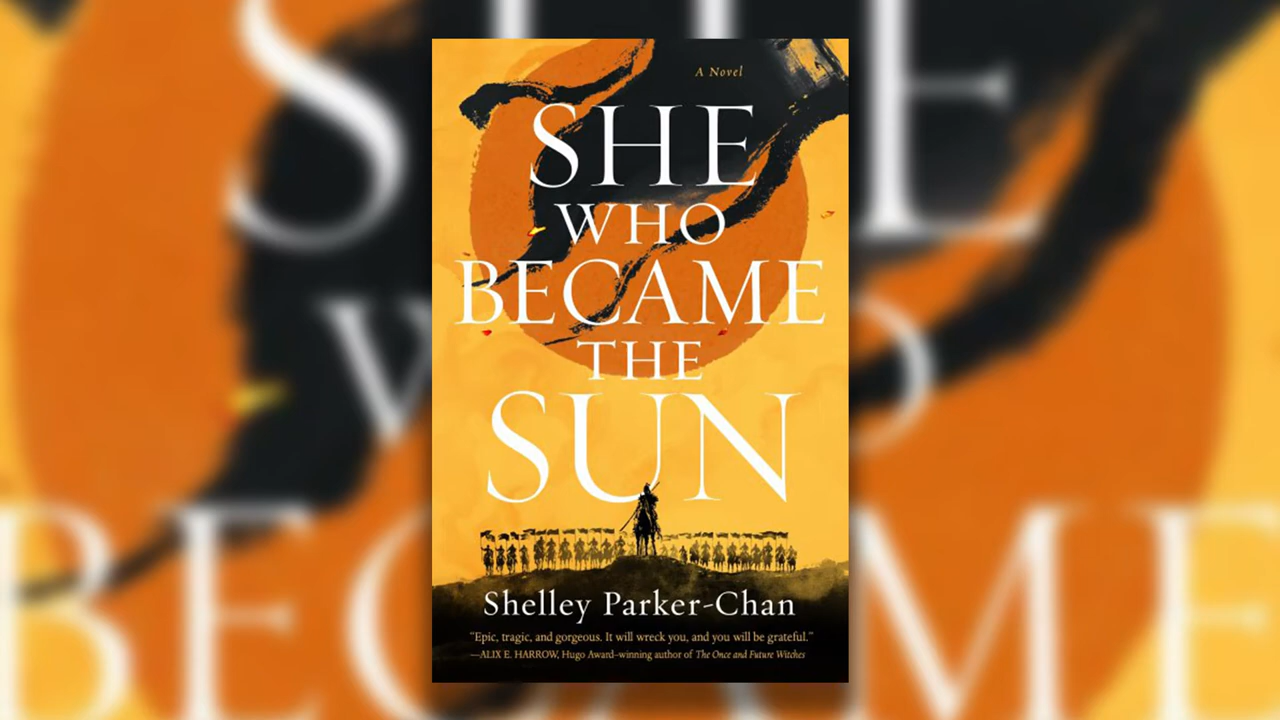 A Novel
SHE
WHO
BECAME
THE
SUN
Shelley Parker-Chan
“Epic, tragic, and gorgeous. It will wreck you, and you will be grateful.”
—ALIX E. HARROW, Hugo Award–winning author of The Once and Future Witches